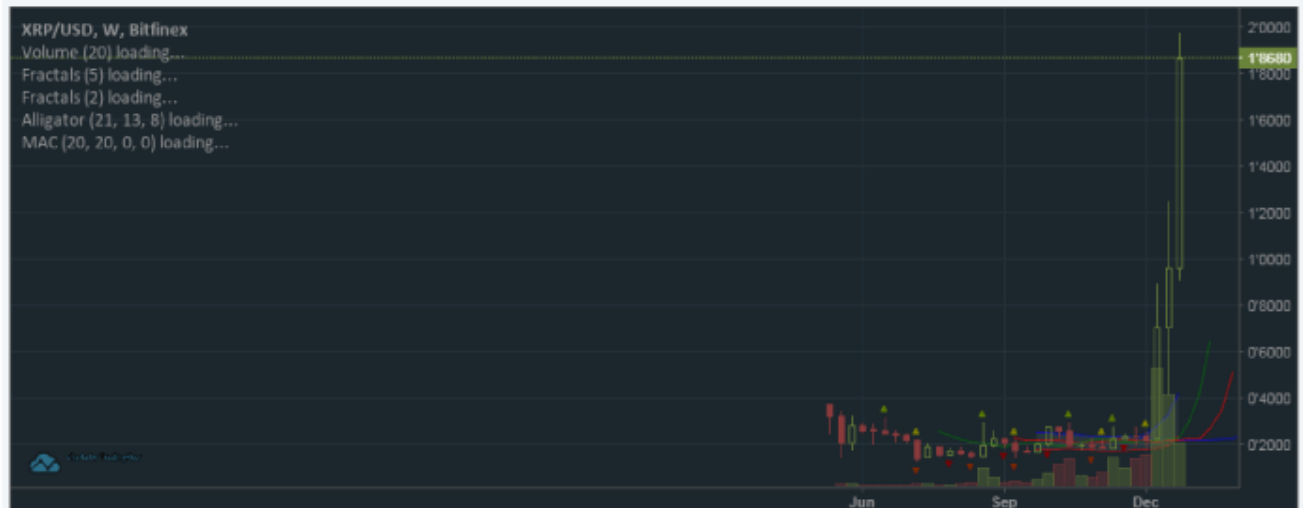 XRP/USD, W, Bitfinex
Volume (20) loading...
Fractals (5) loading...
Fractals (2) loading...
Alligator (21, 13, 8) loading...
MAC (20, 20, 0, 0) loading...
2'0000
1'8680
1'8000
1'6000
1'4000
1'2000
1'0000
0'8000
0'6000
0'4000
0'2000
Jun Sep Dec